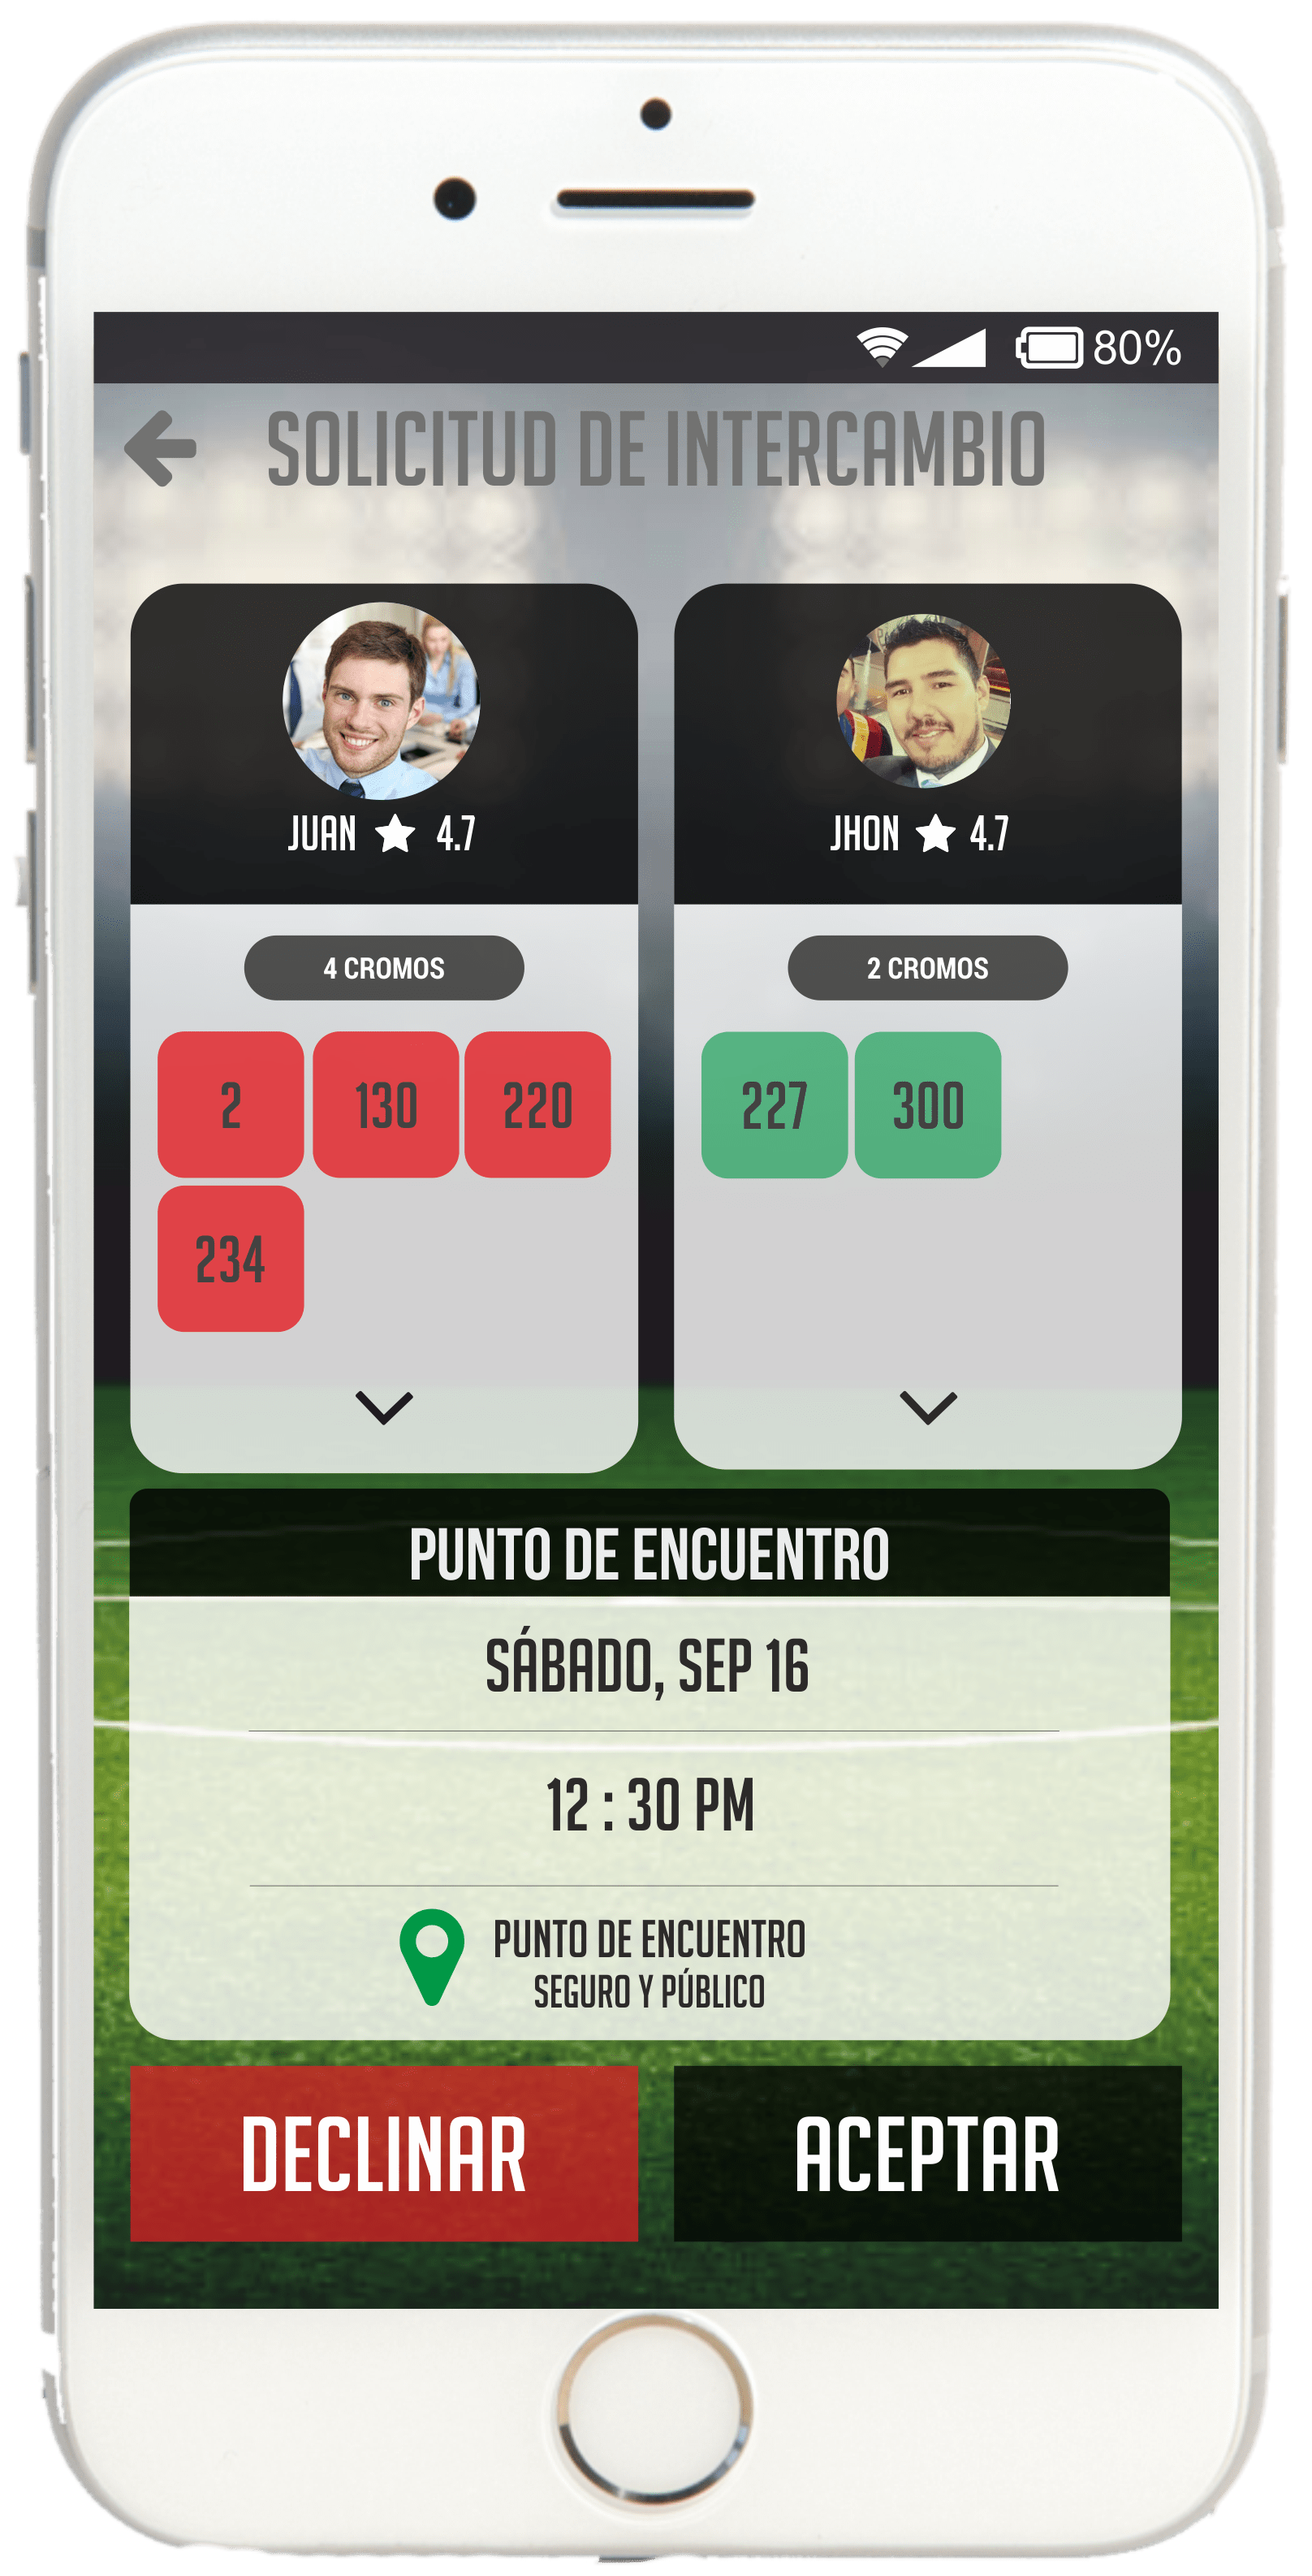 80%
SOLICITUD DE INTERCAMBIO
JUAN 4.7
4 CROMOS
2 130 220
234
JHON 4.7
2 CROMOS
227 300
PUNTO DE ENCUENTRO
SÁBADO, SEP 16
12 : 30 PM
PUNTO DE ENCUENTRO
SEGURO Y PÚBLICO
DECLINAR
ACEPTAR